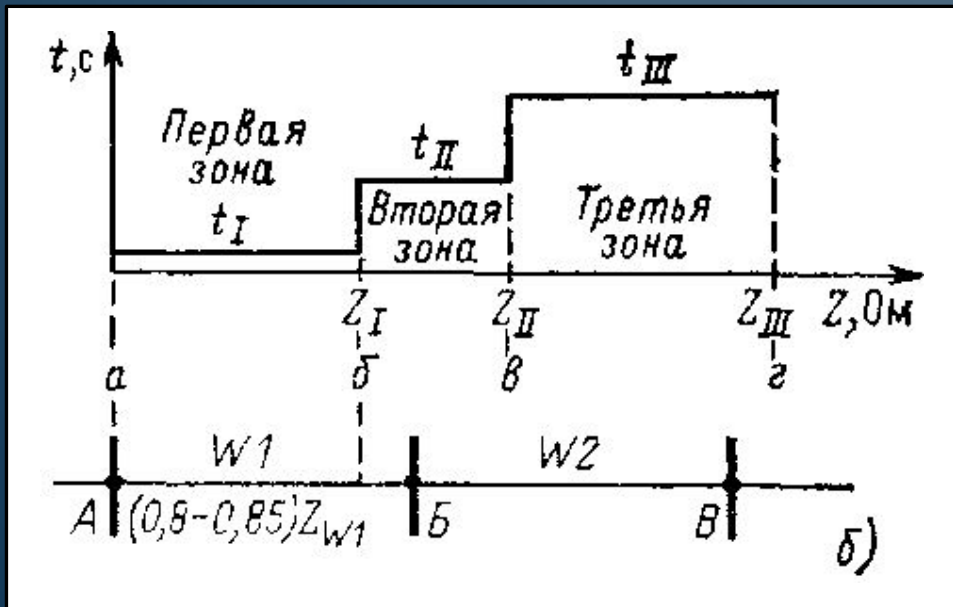 t,с
Первая
зона
t_I
t_II
Вторая
зона
t_III
Третья
зона
Z_I
Z_II
Z_III
Z,Ом
а
б
в
г
W1
W2
А
(0,8-0,85)Z_W1
Б
В
б)